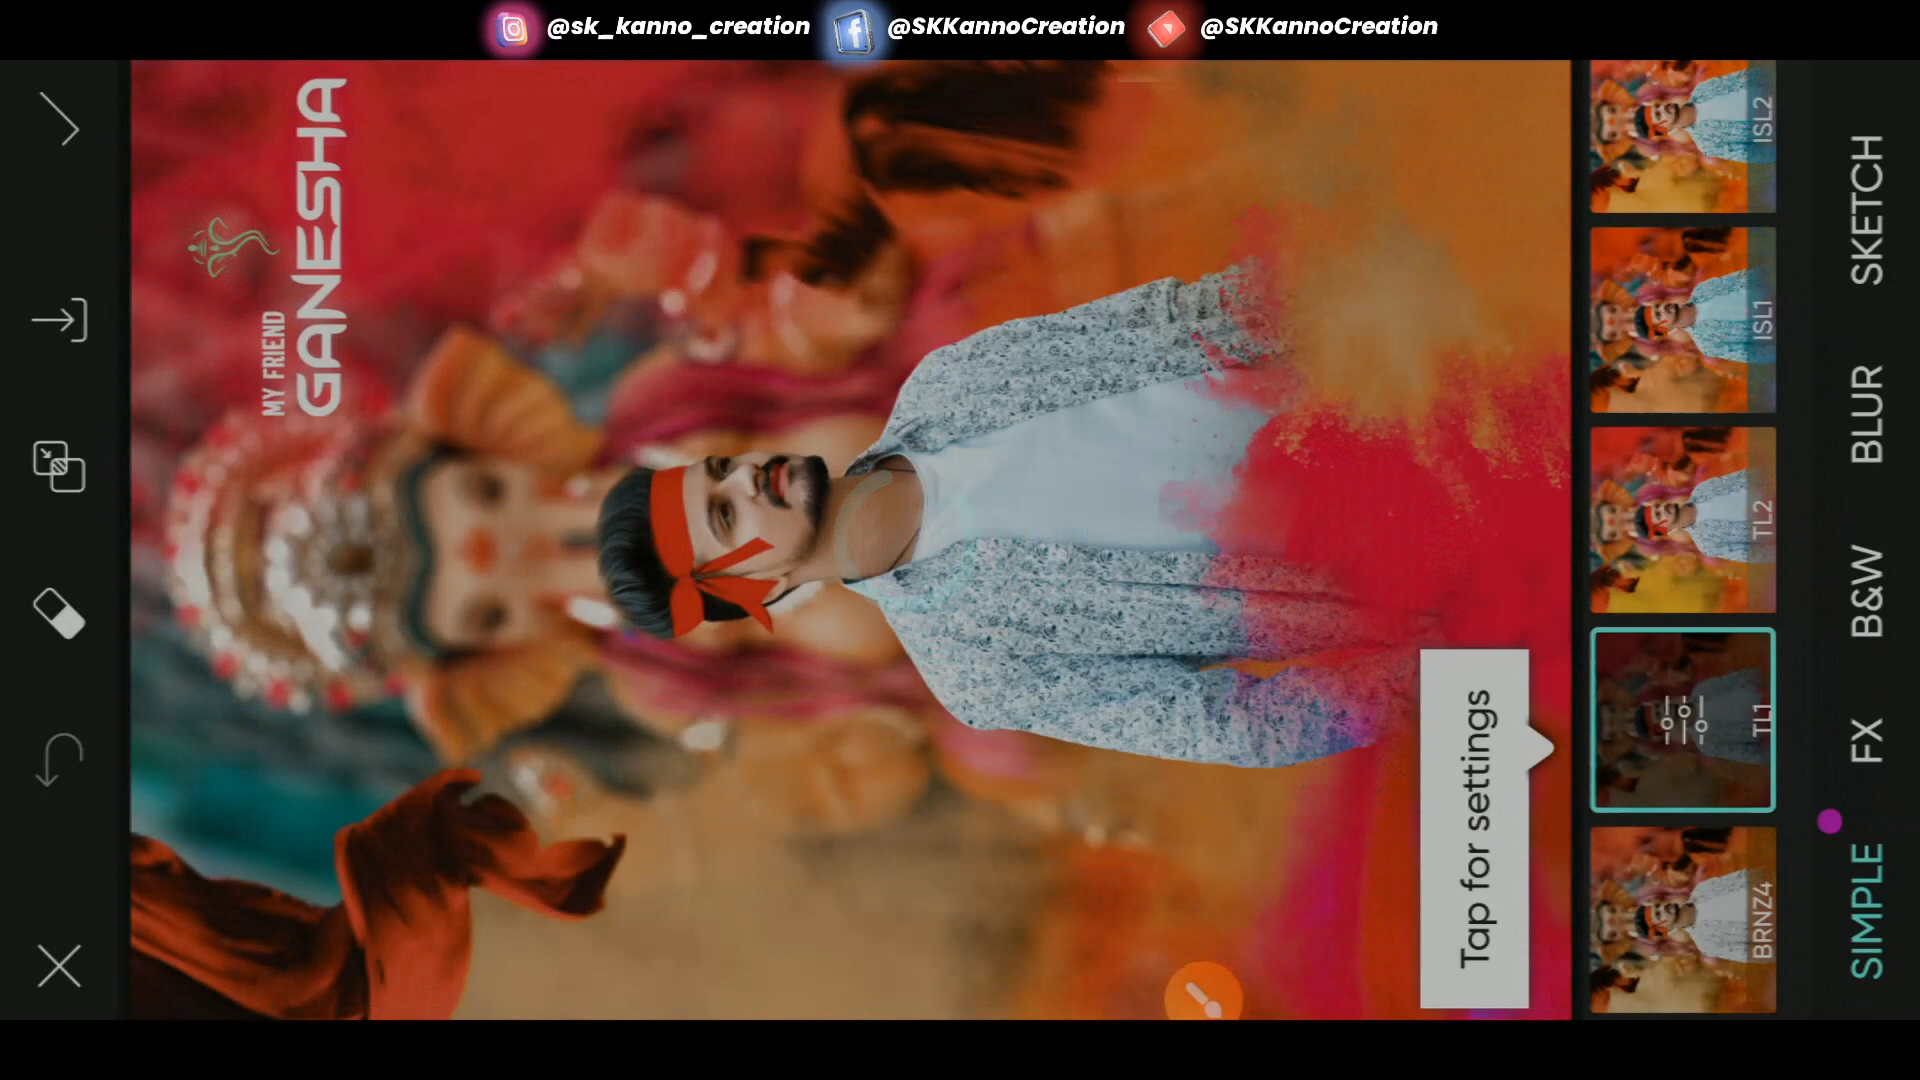 @sk_kanno_creation @SKKannoCreation @SKKannoCreation
MY FRIEND
GANESHA
Tap for settings
BRNZ4 TL1 TL2 ISL1 ISL2
SIMPLE FX B&W BLUR SKETCH